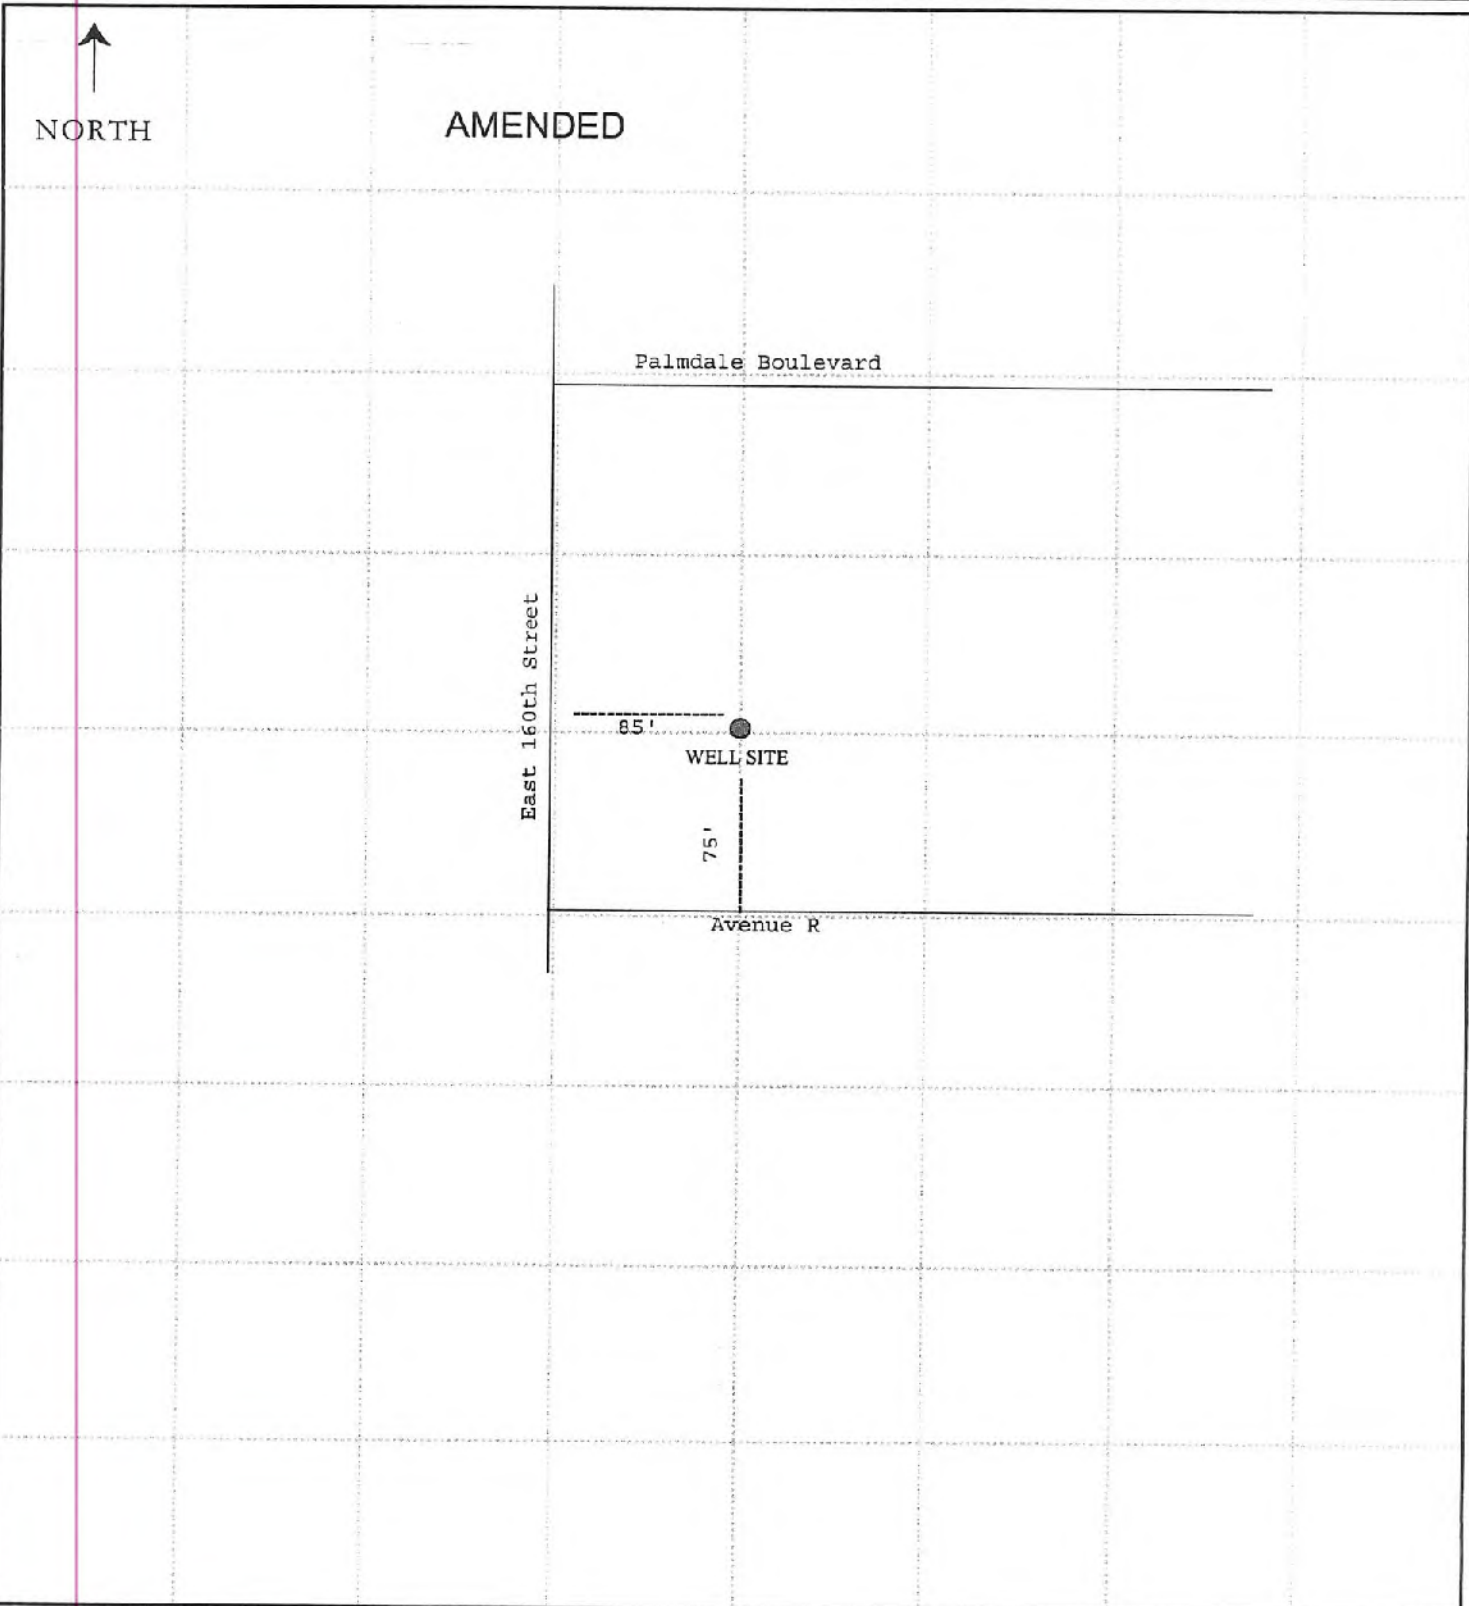 NORTH
AMENDED
Palmdale Boulevard
East 160th Street
85'
WELL SITE
75'
Avenue R